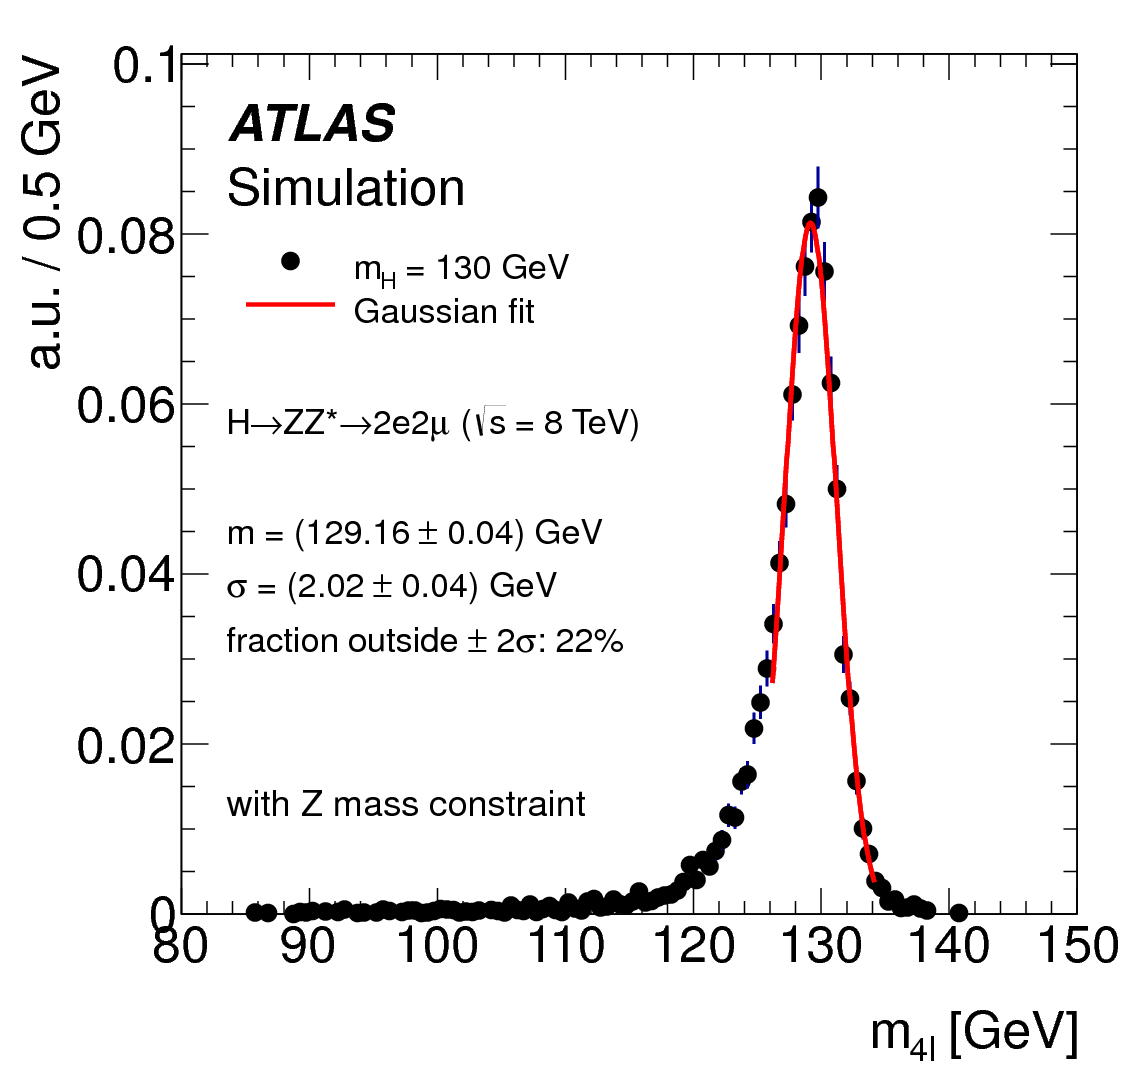 0.1
ATLAS
Simulation
a.u. / 0.5 GeV
0.08
m_H = 130 GeV
Gaussian fit
0.06
H→ZZ*→2e2μ (√s = 8 TeV)
m = (129.16 ± 0.04) GeV
0.04
σ = (2.02 ± 0.04) GeV
fraction outside ± 2σ: 22%
0.02
with Z mass constraint
0
80 90 100 110 120 130 140 150
m_4l [GeV]